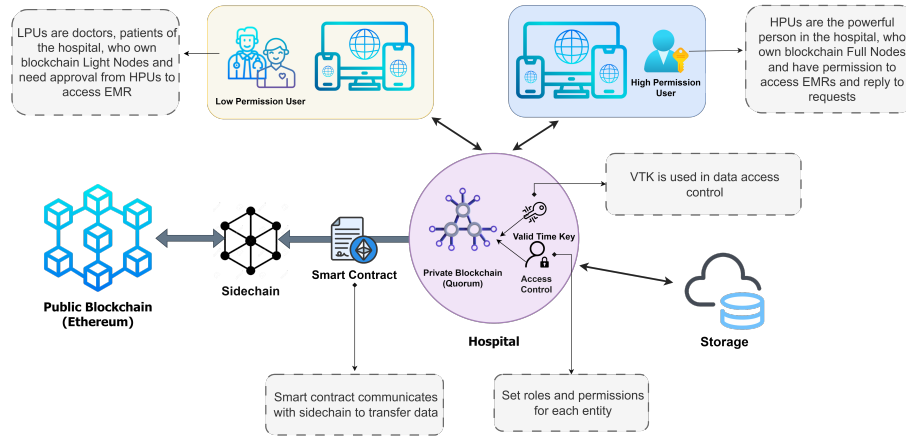 LPUs are doctors, patients of
the hospital, who own
blockchain Light Nodes and
need approval from HPUs to
access EMR
Low Permission User
High Permission
User
HPUs are the powerful
person in the hospital, who
own blockchain Full Nodes
and have permission to
access EMRs and reply to
requests
VTK is used in data access
control
Valid Time Key
Private Blockchain
(Quorum)
Access
Control
Smart Contract
Sidechain
Public Blockchain
(Ethereum)
Hospital
Storage
Smart contract communicates
with sidechain to transfer data
Set roles and permissions
for each entity